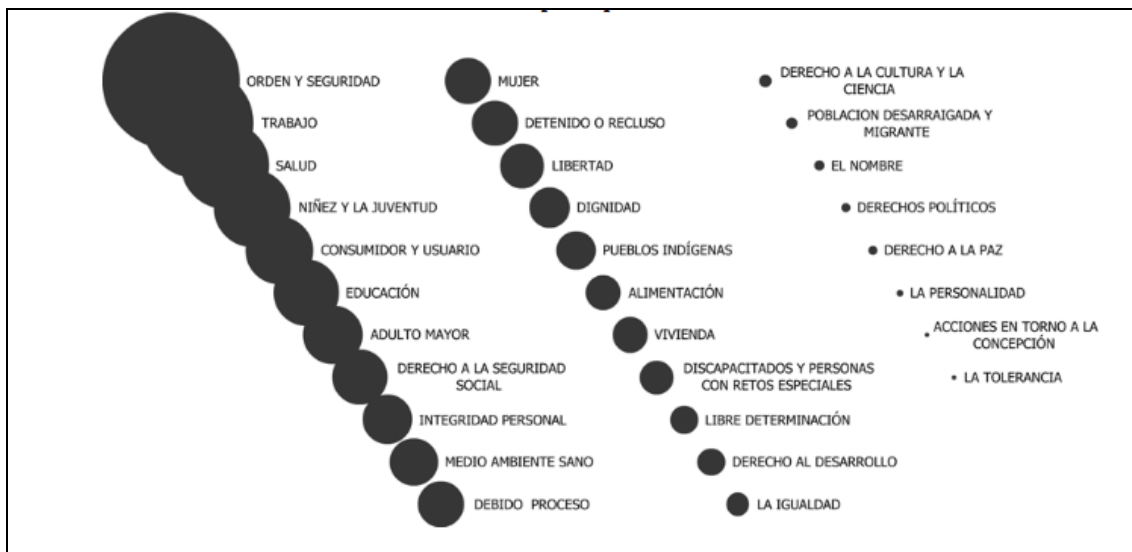 ORDEN Y SEGURIDAD
TRABAJO
SALUD
NIÑEZ Y LA JUVENTUD
CONSUMIDOR Y USUARIO
EDUCACIÓN
ADULTO MAYOR
DERECHO A LA SEGURIDAD
SOCIAL
INTEGRIDAD PERSONAL
MEDIO AMBIENTE SANO
DEBIDO PROCESO
MUJER
DETENIDO O RECLUSO
LIBERTAD
DIGNIDAD
PUEBLOS INDÍGENAS
ALIMENTACIÓN
VIVIENDA
DISCAPACITADOS Y PERSONAS
CON RETOS ESPECIALES
LIBRE DETERMINACIÓN
DERECHO AL DESARROLLO
LA IGUALDAD
DERECHO A LA CULTURA Y LA
CIENCIA
POBLACION DESARRAIGADA Y
MIGRANTE
EL NOMBRE
DERECHOS POLÍTICOS
DERECHO A LA PAZ
LA PERSONALIDAD
ACCIONES EN TORNO A LA
CONCEPCIÓN
LA TOLERANCIA